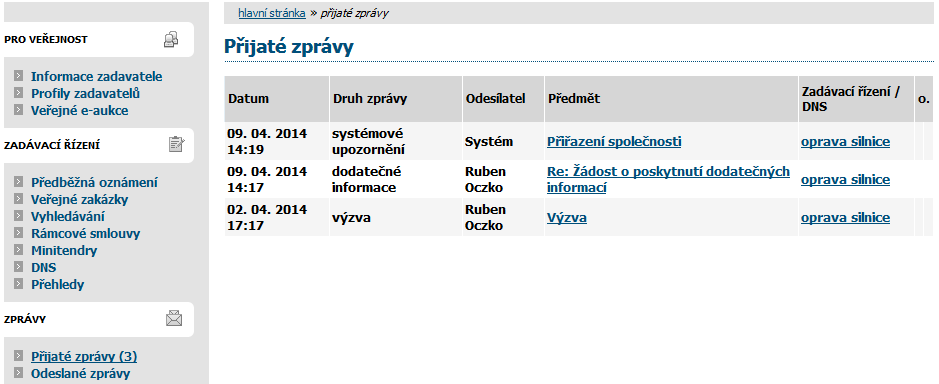 PRO VEŘEJNOST
Informace zadavatele
Profily zadavatelů
Veřejné e-aukce
ZADÁVACÍ ŘÍZENÍ
Předběžná oznámení
Veřejné zakázky
Vyhledávání
Rámcové smlouvy
Minitendry
DNS
Přehledy
ZPRÁVY
Přijaté zprávy (3)
Odeslané zprávy
hlavní stránka » přijaté zprávy
Přijaté zprávy
Datum Druh zprávy Odesílatel Předmět Zadávací řízení / DNS o.
09. 04. 2014 14:19 systémové upozornění Systém Přiřazení společnosti oprava silnice
09. 04. 2014 14:17 dodatečné informace Ruben Oczko Re: Žádost o poskytnutí dodatečných informací oprava silnice
02. 04. 2014 17:17 výzva Ruben Oczko Výzva oprava silnice